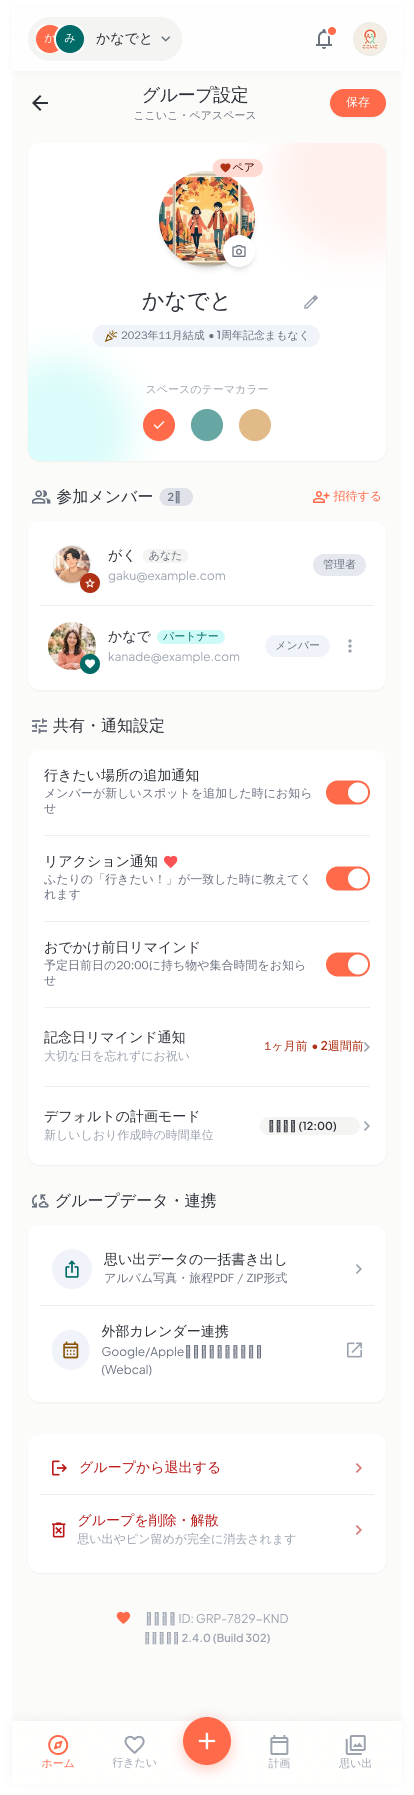 が み かなでと
ここいこ
グループ設定
ここいこ・ペアスペース
保存
ペア
かなでと
2023年11月結成 • 1周年記念まもなく
スペースのテーマカラー
参加メンバー 2
招待する
がく あなた
gaku@example.com
管理者
かなで パートナー
kanade@example.com
メンバー
共有・通知設定
行きたい場所の追加通知
メンバーが新しいスポットを追加した時にお知ら
せ
リアクション通知
ふたりの「行きたい！」が一致した時に教えてく
れます
おでかけ前日リマインド
予定日前日の20:00に持ち物や集合時間をお知ら
せ
記念日リマインド通知
大切な日を忘れずにお祝い
1ヶ月前 • 2週間前
デフォルトの計画モード
新しいしおり作成時の時間単位
(12:00)
グループデータ・連携
思い出データの一括書き出し
アルバム写真・旅程PDF / ZIP形式
外部カレンダー連携
Google/Apple
(Webcal)
グループから退出する
グループを削除・解散
思い出やピン留めが完全に消去されます
ID: GRP-7829-KND
2.4.0 (Build 302)
ホーム
行きたい
計画
思い出